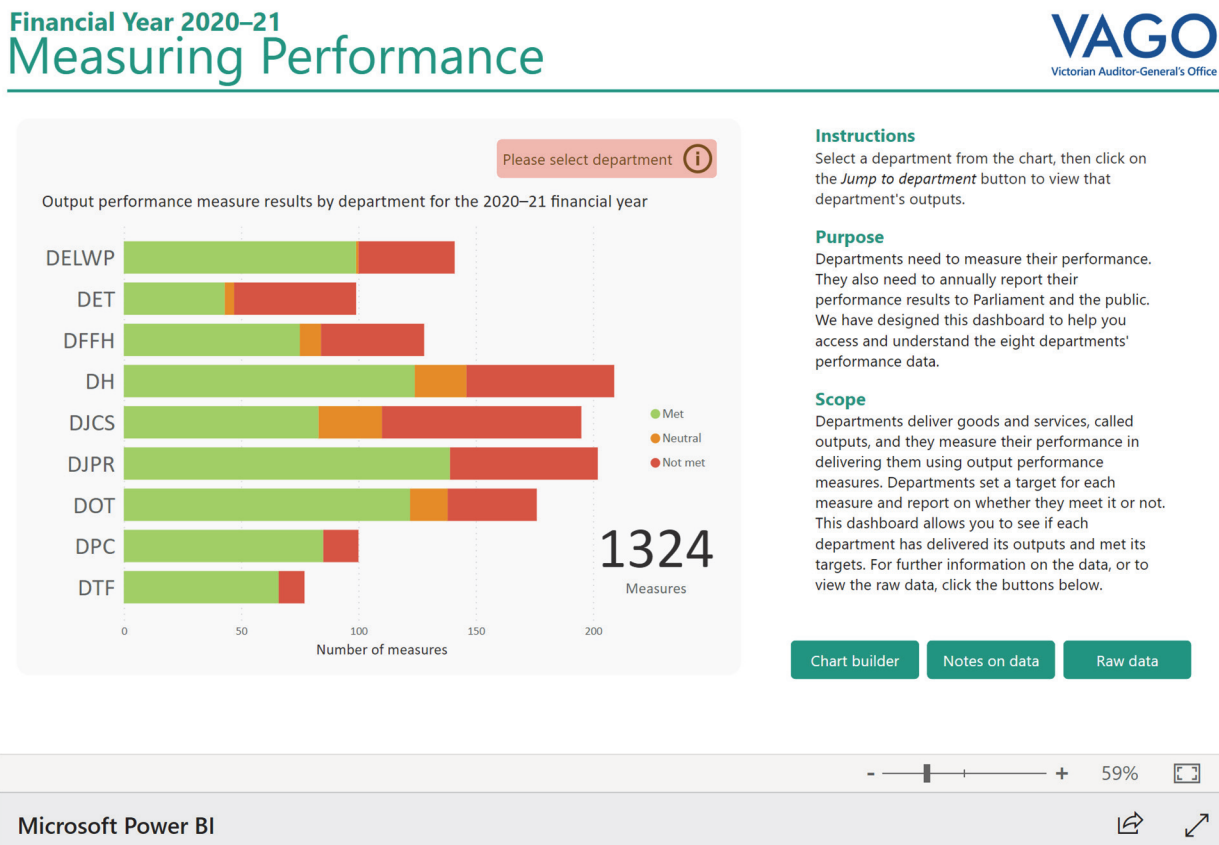 Financial Year 2020–21
Measuring Performance
VAGO
Victorian Auditor-General's Office
Please select department
Output performance measure results by department for the 2020–21 financial year
DELWP
DET
DFFH
DH
DJCS
DJPR
DOT
DPC
DTF
0
50
100
150
200
Number of measures
Met
Neutral
Not met
1324
Measures
Instructions
Select a department from the chart, then click on
the Jump to department button to view that
department's outputs.
Purpose
Departments need to measure their performance.
They also need to annually report their
performance results to Parliament and the public.
We have designed this dashboard to help you
access and understand the eight departments'
performance data.
Scope
Departments deliver goods and services, called
outputs, and they measure their performance in
delivering them using output performance
measures. Departments set a target for each
measure and report on whether they meet it or not.
This dashboard allows you to see if each
department has delivered its outputs and met its
targets. For further information on the data, or to
view the raw data, click the buttons below.
Chart builder
Notes on data
Raw data
- + 59%
Microsoft Power BI